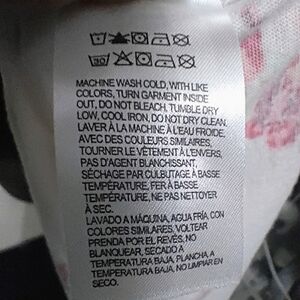 30
MACHINE WASH COLD, WITH LIKE
COLORS, TURN GARMENT INSIDE
OUT, DO NOT BLEACH, TUMBLE DRY
LOW, COOL IRON, DO NOT DRY CLEAN.
LAVER À LA MACHINE À L'EAU FROIDE,
AVEC DES COULEURS SIMILAIRES,
TOURNER LE VÊTEMENT À L'ENVERS,
PAS D'AGENT BLANCHISSANT,
SÉCHAGE PAR CULBUTAGE À BASSE
TEMPÉRATURE, FER À BASSE
TEMPÉRATURE, NE PAS NETTOYER
À SEC.
LAVADO A MÁQUINA, AGUA FRÍA, CON
COLORES SIMILARES, VOLTEAR
PRENDA POR EL REVÉS, NO
BLANQUEAR, SECADO A
TEMPERATURA BAJA, PLANCHA, A
TEMPERATURA BAJA, NO LIMPIAR EN
SECO.